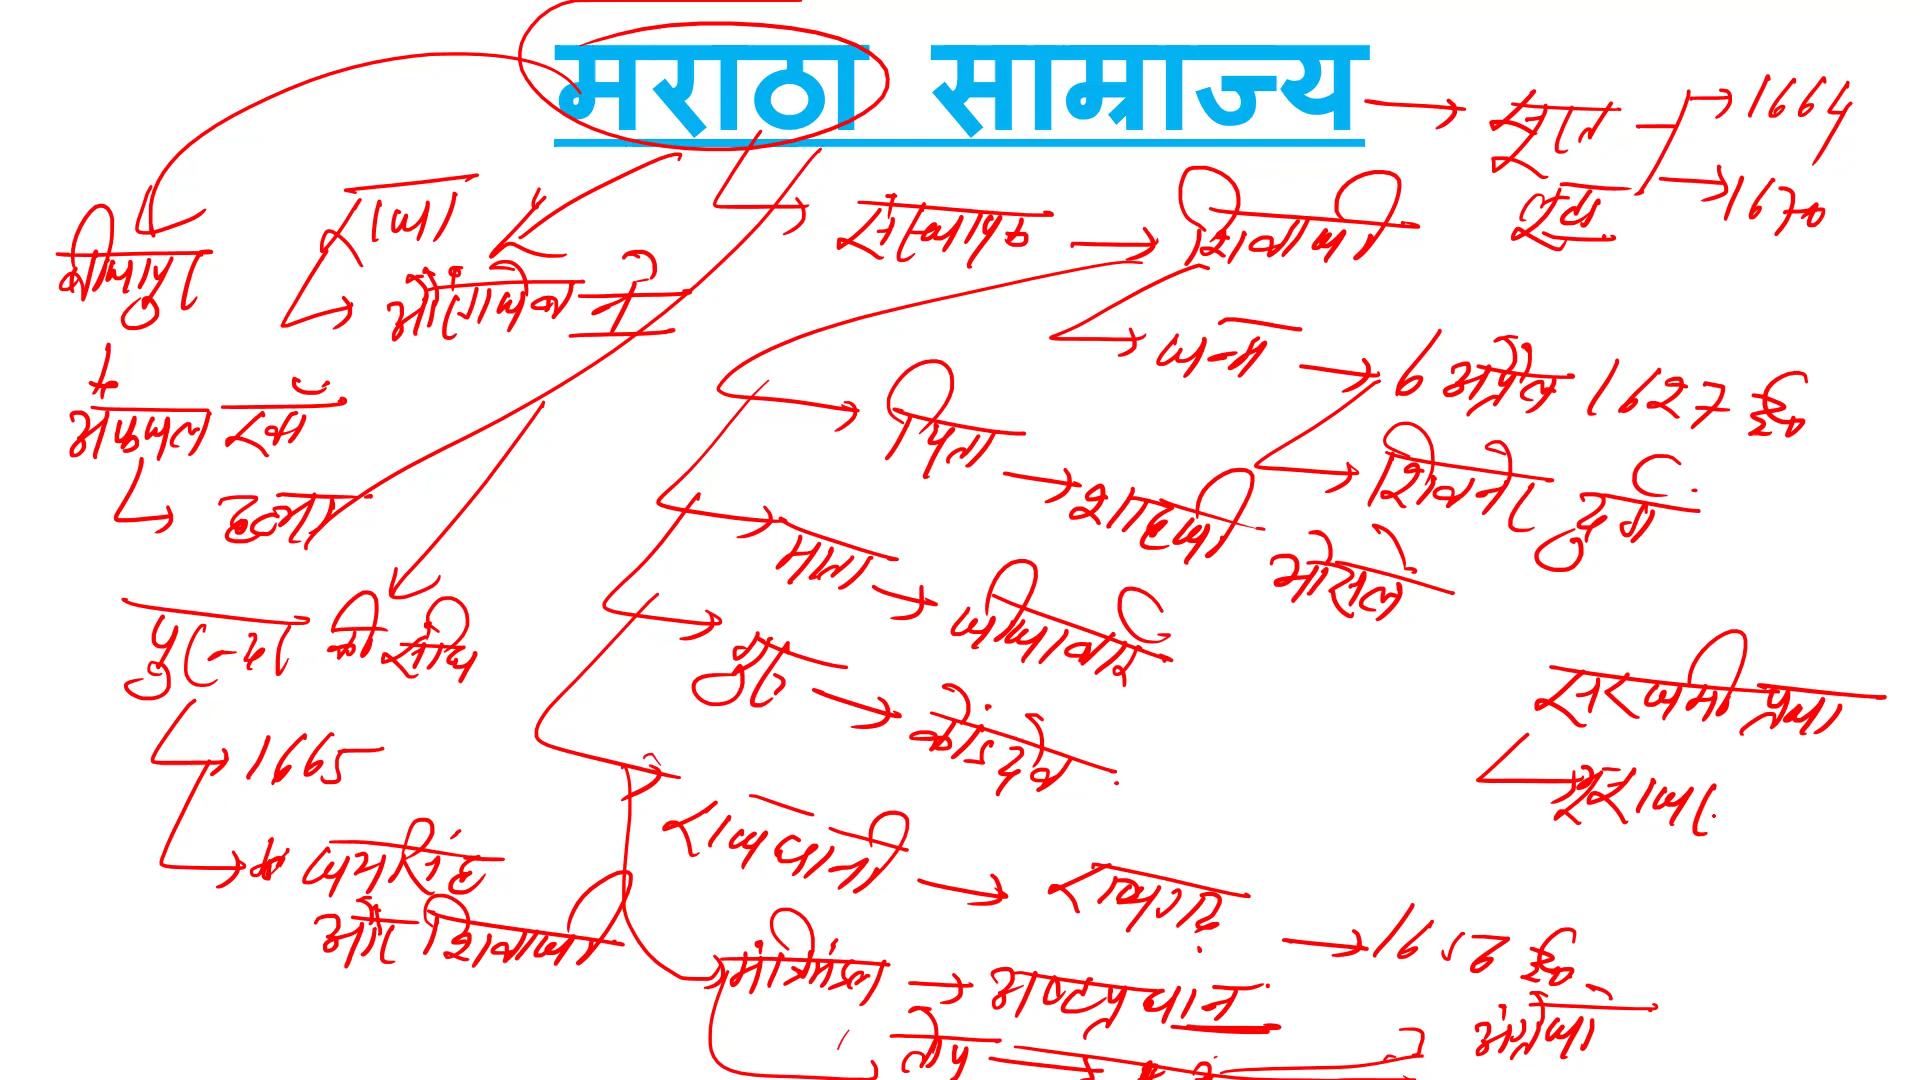 मराठा साम्राज्य
सूरत
लूट
1664
1670
बीजापुर
अफजल खाँ
हत्या
राजा
औरंगजेब ने
संस्थापक
शिवाजी
जन्म
6 अप्रैल 1627 ई०
शिवनेर दुर्ग
पिता
शाहजी भोंसले
माता
जीजाबाई
गुरु
कोंडदेव
पुरन्दर की संधि
1665
जयसिंह
और शिवाजी
राजधानी
रायगढ़
16
ई०
मंत्रिमंडल
अष्टप्रधान
तोप
अंग्रेजो
सरंजामी प्रथा